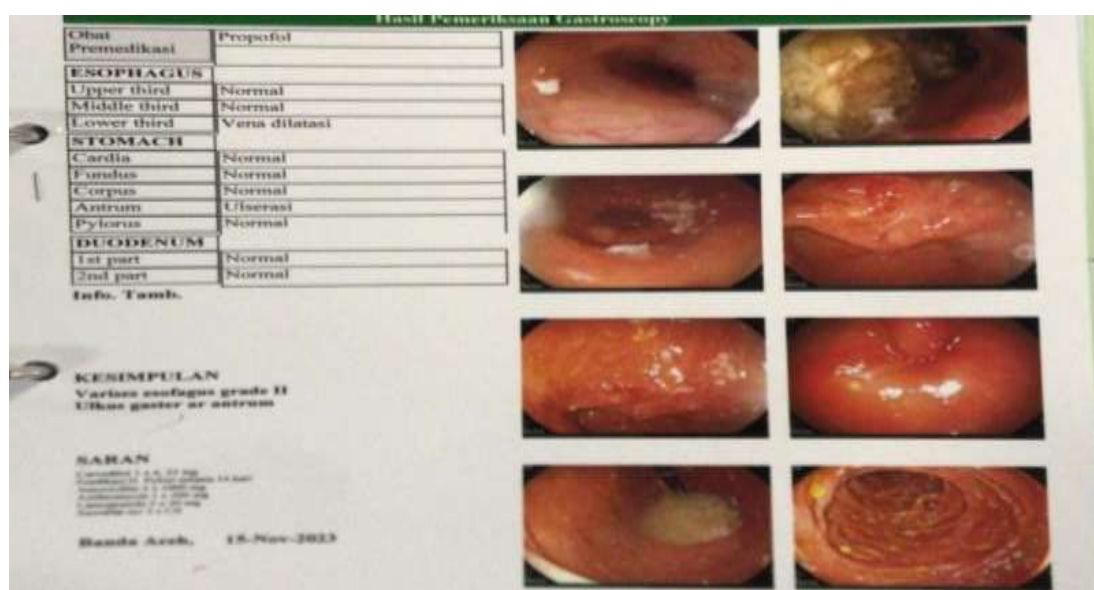 Hasil Pemeriksaan Gastroscopy
Obat Premedikasi Propofol
ESOPHAGUS
Upper third Normal
Middle third Normal
Lower third Vena dilatasi
STOMACH
Cardia Normal
Fundus Normal
Corpus Normal
Antrum Ulserasi
Pylorus Normal
DUODENUM
1st part Normal
2nd part Normal
Info. Tamb.
KESIMPULAN
Varises esofagus grade II
Ulkus gaster ar antrum
SARAN
Banda Aceh, 15-Nov-2023